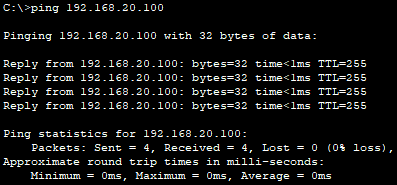 C:\>ping 192.168.20.100
Pinging 192.168.20.100 with 32 bytes of data:
Reply from 192.168.20.100: bytes=32 time<1ms TTL=255
Reply from 192.168.20.100: bytes=32 time<1ms TTL=255
Reply from 192.168.20.100: bytes=32 time<1ms TTL=255
Reply from 192.168.20.100: bytes=32 time<1ms TTL=255
Ping statistics for 192.168.20.100:
Packets: Sent = 4, Received = 4, Lost = 0 (0% loss),
Approximate round trip times in milli-seconds:
Minimum = 0ms, Maximum = 0ms, Average = 0ms